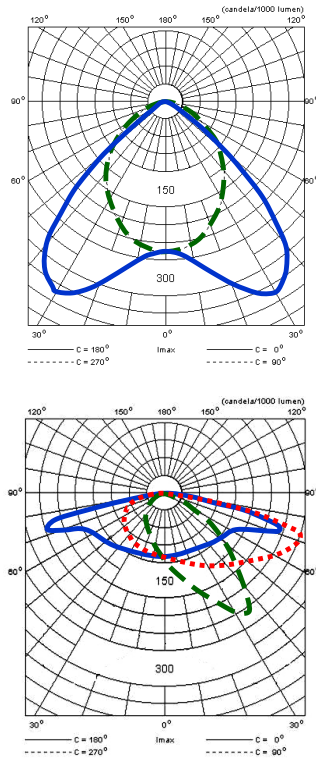 (candela/1000 lumen)
120° 150° 180° 150° 120°
90° 90°
60° 60°
150
300
30° 0° 30°
C = 180° Imax C = 0°
C = 270° C = 90°
(candela/1000 lumen)
120° 150° 180° 160° 120°
90° 90°
60° 60°
150
300
30° 0° 30°
C = 180° Imax C = 0°
C = 270° C = 90°